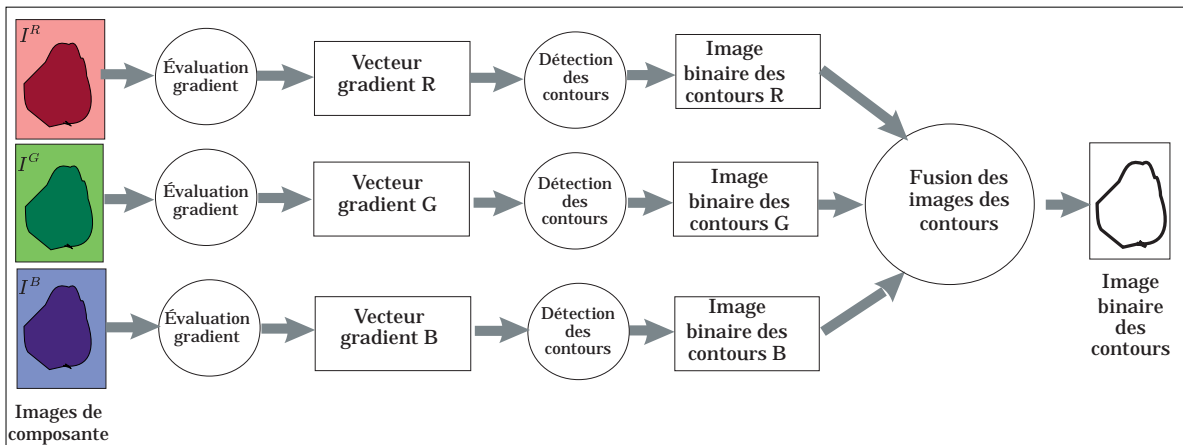 I^R
Évaluation
gradient
Vecteur
gradient R
Détection
des
contours
Image
binaire des
contours R
I^G
Évaluation
gradient
Vecteur
gradient G
Détection
des
contours
Image
binaire des
contours G
Fusion des
images des
contours
I^B
Évaluation
gradient
Vecteur
gradient B
Détection
des
contours
Image
binaire des
contours B
Image
binaire
des
contours
Images de
composante